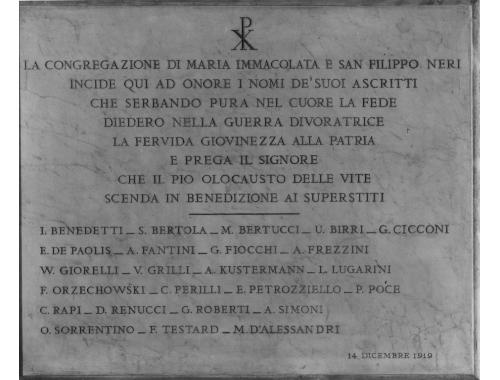 LA CONGREGAZIONE DI MARIA IMMACOLATA E SAN FILIPPO NERI
INCIDE QUI AD ONORE I NOMI DE' SUOI ASCRITTI
CHE SERBANDO PURA NEL CUORE LA FEDE
DIEDERO NELLA GUERRA DIVORATRICE
LA FERVIDA GIOVINEZZA ALLA PATRIA
E PREGA IL SIGNORE
CHE IL PIO OLOCAUSTO DELLE VITE
SCENDA IN BENEDIZIONE AI SUPERSTITI
I. BENEDETTI – S. BERTOLA – M. BERTUCCI – U. BIRRI – G. CICCONI
E. DE PAOLIS – A. FANTINI – G. FIOCCHI – A. FREZZINI
W. GIORELLI – V. GRILLI – A. KUSTERMANN – L. LUGARINI
F. ORZECHOWSKI – C. PERILLI – E. PETROZZIELLO – P. POCE
C. RAPI – D. RENUCCI – G. ROBERTI – A. SIMONI
O. SORRENTINO – F. TESTARD – M. D'ALESSANDRI
14 DICEMBRE 1919